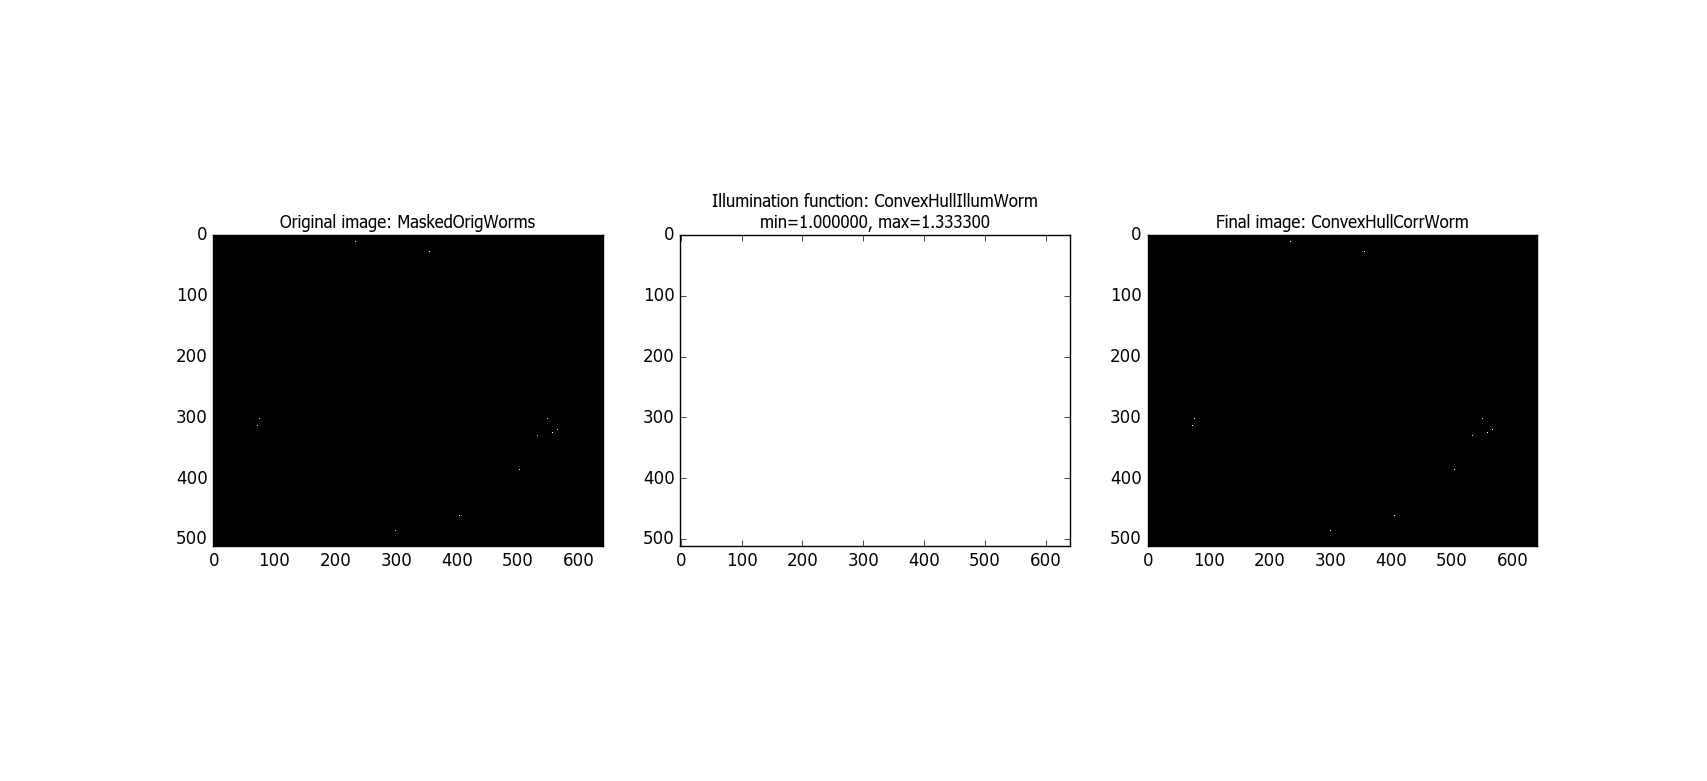 Original image: MaskedOrigWorms
0
100
200
300
400
500
0 100 200 300 400 500 600
Illumination function: ConvexHullIllumWorm
min=1.000000, max=1.333300
0
100
200
300
400
500
0 100 200 300 400 500 600
Final image: ConvexHullCorrWorm
0
100
200
300
400
500
0 100 200 300 400 500 600